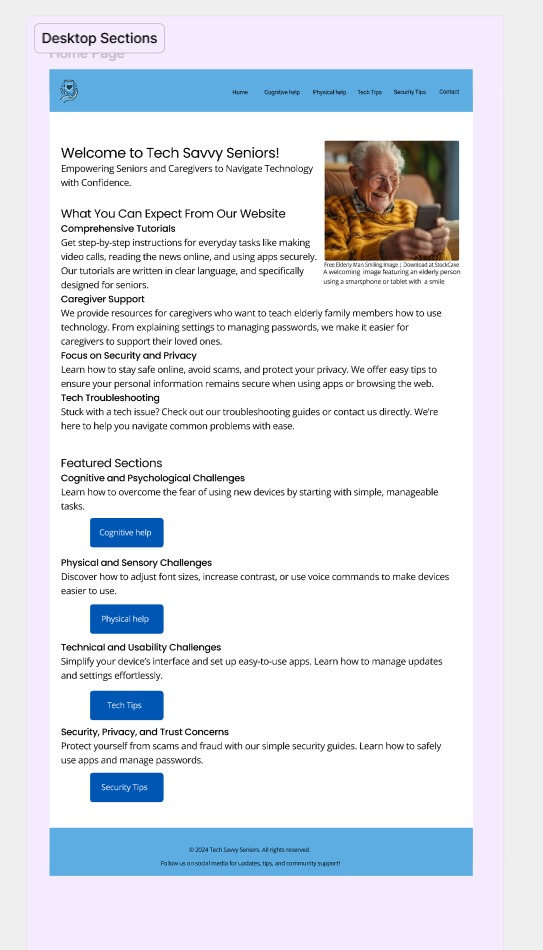 Desktop Sections
Home Page
Home
Cognitive help
Physical help
Tech Tips
Security Tips
Contact
Welcome to Tech Savvy Seniors!
Empowering Seniors and Caregivers to Navigate Technology
with Confidence.
What You Can Expect From Our Website
Comprehensive Tutorials
Get step-by-step instructions for everyday tasks like making
video calls, reading the news online, and using apps securely.
Our tutorials are written in clear language, and specifically
designed for seniors.
Free Elderly Man Smiling Image | Download at StockCake
A welcoming image featuring an elderly person
using a smartphone or tablet with a smile
Caregiver Support
We provide resources for caregivers who want to teach elderly family members how to use
technology. From explaining settings to managing passwords, we make it easier for
caregivers to support their loved ones.
Focus on Security and Privacy
Learn how to stay safe online, avoid scams, and protect your privacy. We offer easy tips to
ensure your personal information remains secure when using apps or browsing the web.
Tech Troubleshooting
Stuck with a tech issue? Check out our troubleshooting guides or contact us directly. We're
here to help you navigate common problems with ease.
Featured Sections
Cognitive and Psychological Challenges
Learn how to overcome the fear of using new devices by starting with simple, manageable
tasks.
Cognitive help
Physical and Sensory Challenges
Discover how to adjust font sizes, increase contrast, or use voice commands to make devices
easier to use.
Physical help
Technical and Usability Challenges
Simplify your device's interface and set up easy-to-use apps. Learn how to manage updates
and settings effortlessly.
Tech Tips
Security, Privacy, and Trust Concerns
Protect yourself from scams and fraud with our simple security guides. Learn how to safely
use apps and manage passwords.
Security Tips
© 2024 Tech Savvy Seniors. All rights reserved.
Follow us on social media for updates, tips, and community support!